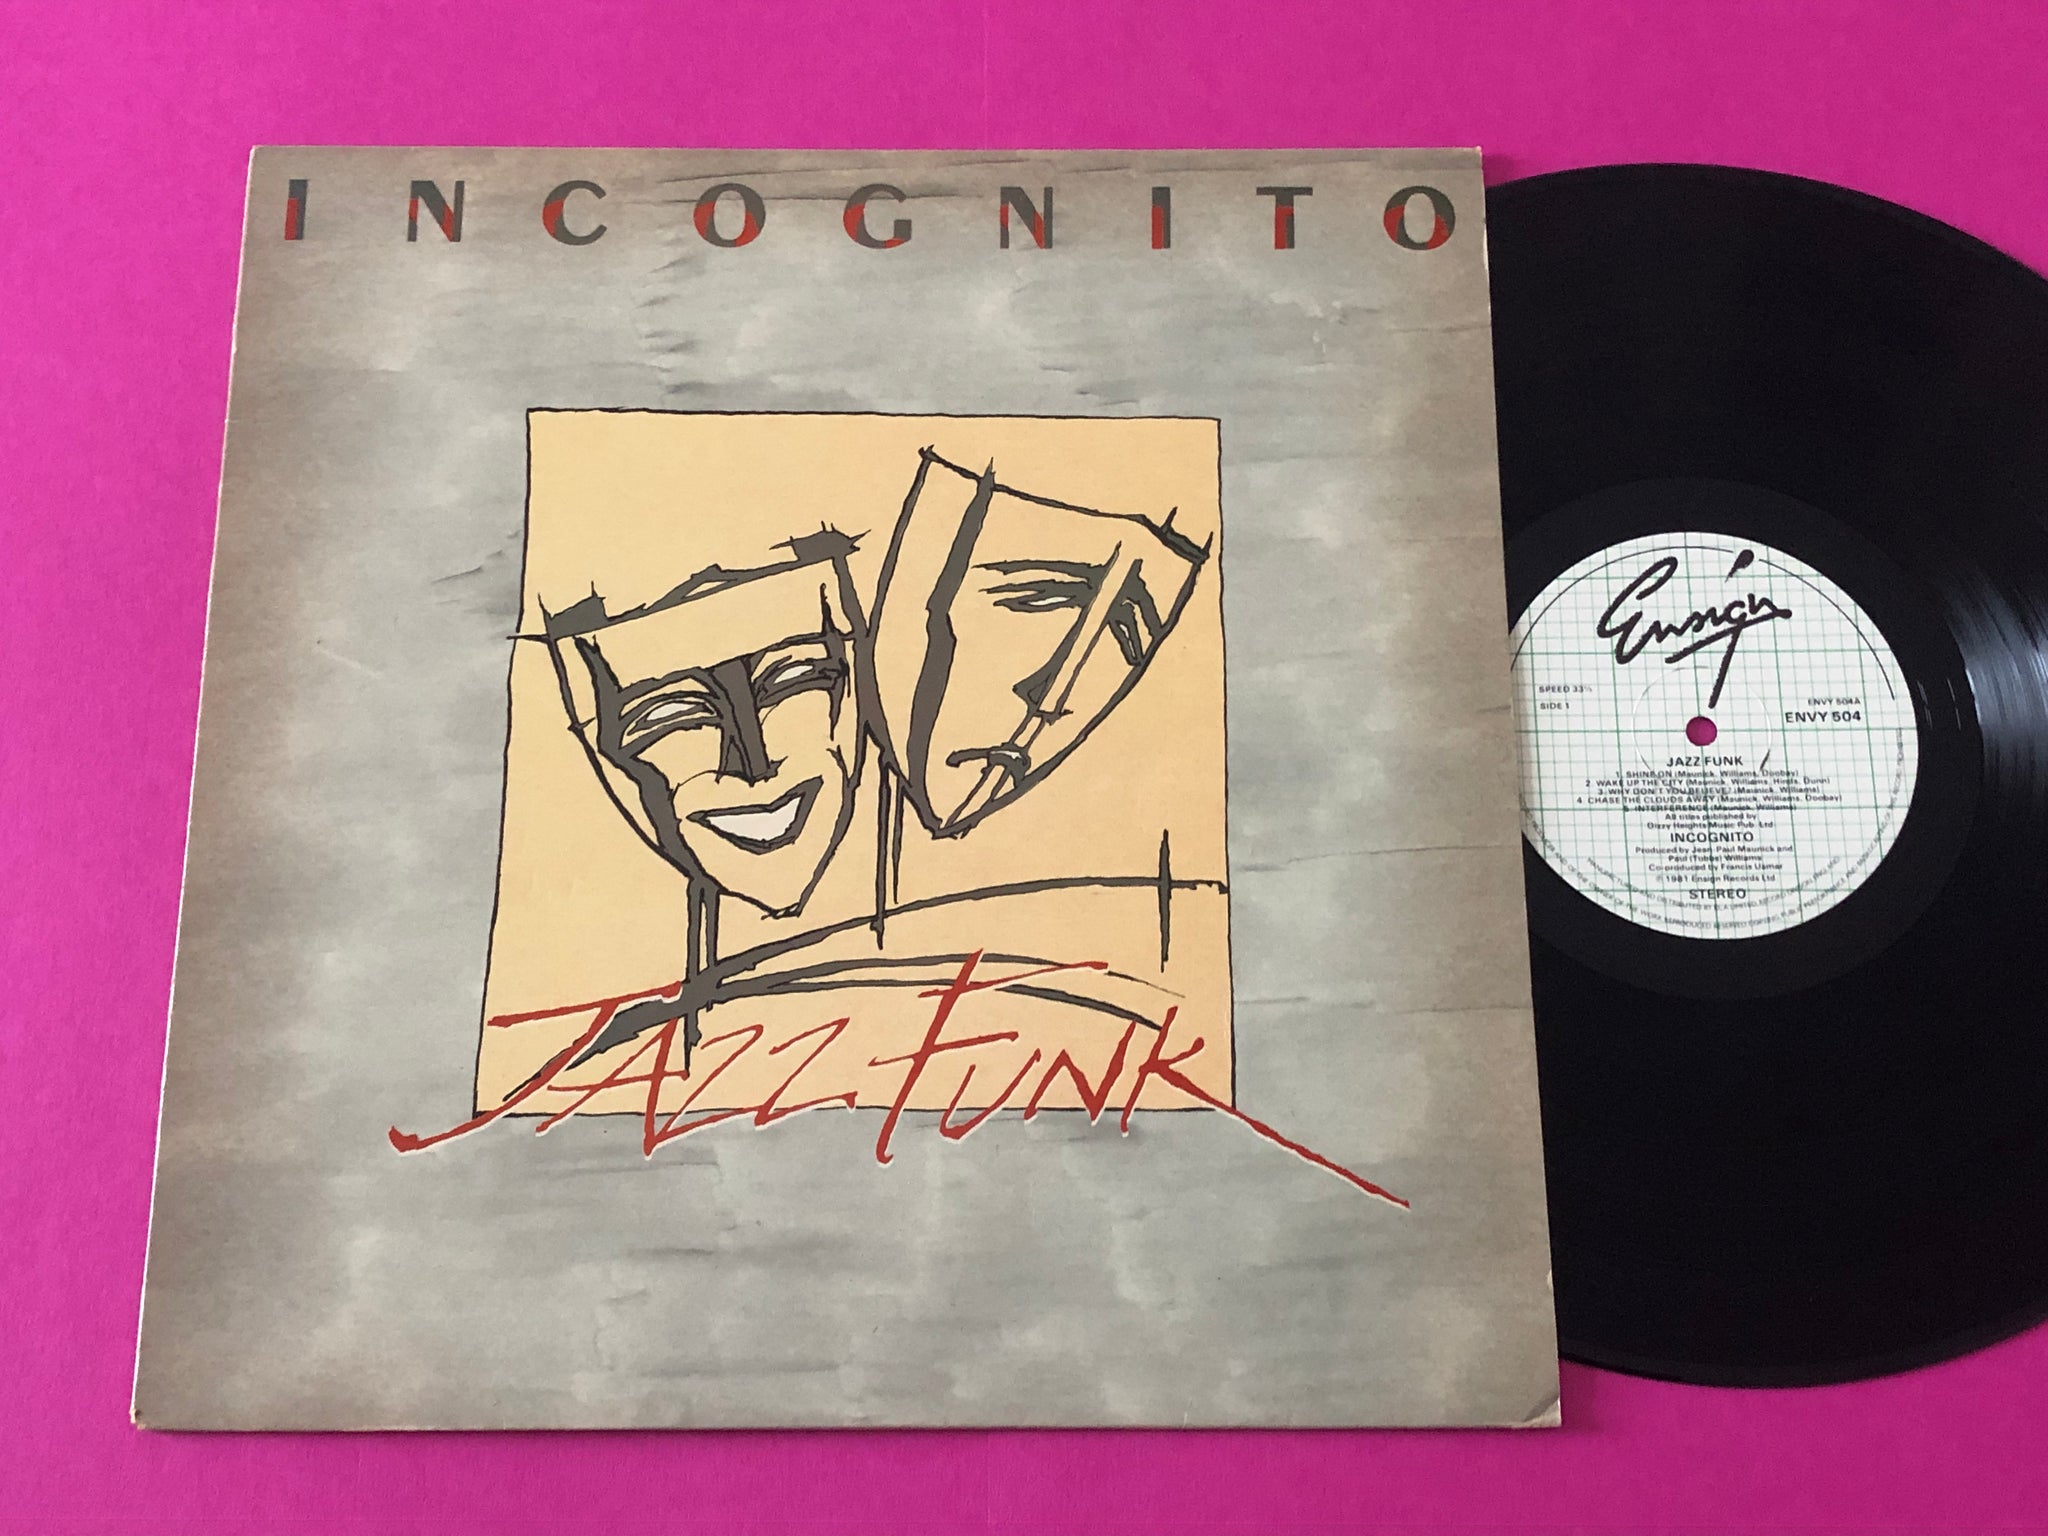 INCOGNITO
JAZZ FUNK
Ensign
SPEED 33⅓
SIDE 1
ENVY 504A
ENVY 504
JAZZ FUNK
1. SHINE ON (Maunick, Williams, Doobay)
2. WAKE UP THE CITY (Maunick, Williams, Hinds, Dunn)
3. WHY DON'T YOU BELIEVE? (Maunick, Williams)
4. CHASE THE CLOUDS AWAY (Maunick, Williams, Doobay)
5. INTERFERENCE (Maunick, Williams)
All titles published by
Gizzy Heights Music Pub. Ltd
INCOGNITO
Produced by Jean-Paul Maunick and
Paul (Tubbs) Williams
Co-produced by Francis Usmar
℗ 1981 Ensign Records Ltd
STEREO